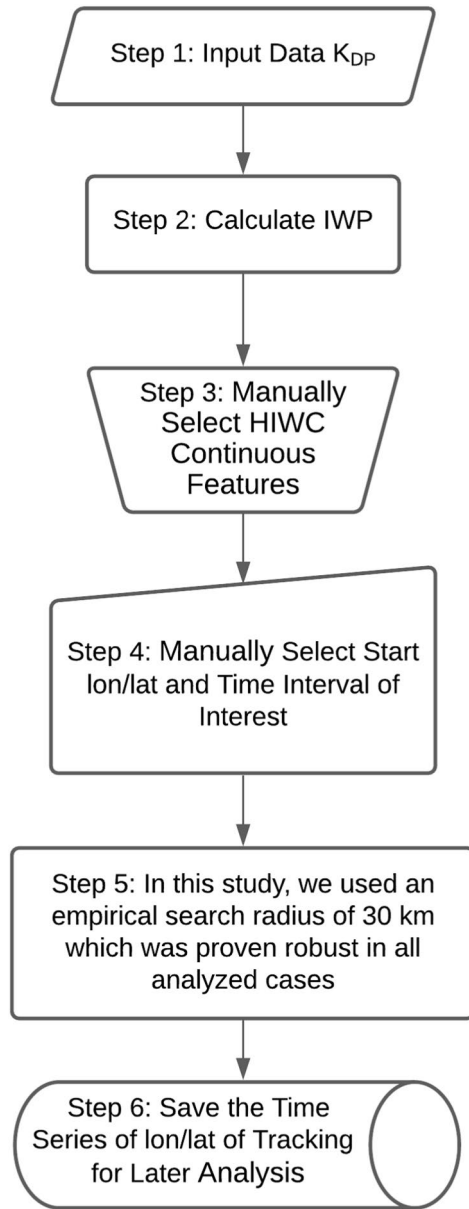 Step 1: Input Data K_DP
Step 2: Calculate IWP
Step 3: Manually
Select HIWC
Continuous
Features
Step 4: Manually Select Start
lon/lat and Time Interval of
Interest
Step 5: In this study, we used an
empirical search radius of 30 km
which was proven robust in all
analyzed cases
Step 6: Save the Time
Series of lon/lat of Tracking
for Later Analysis